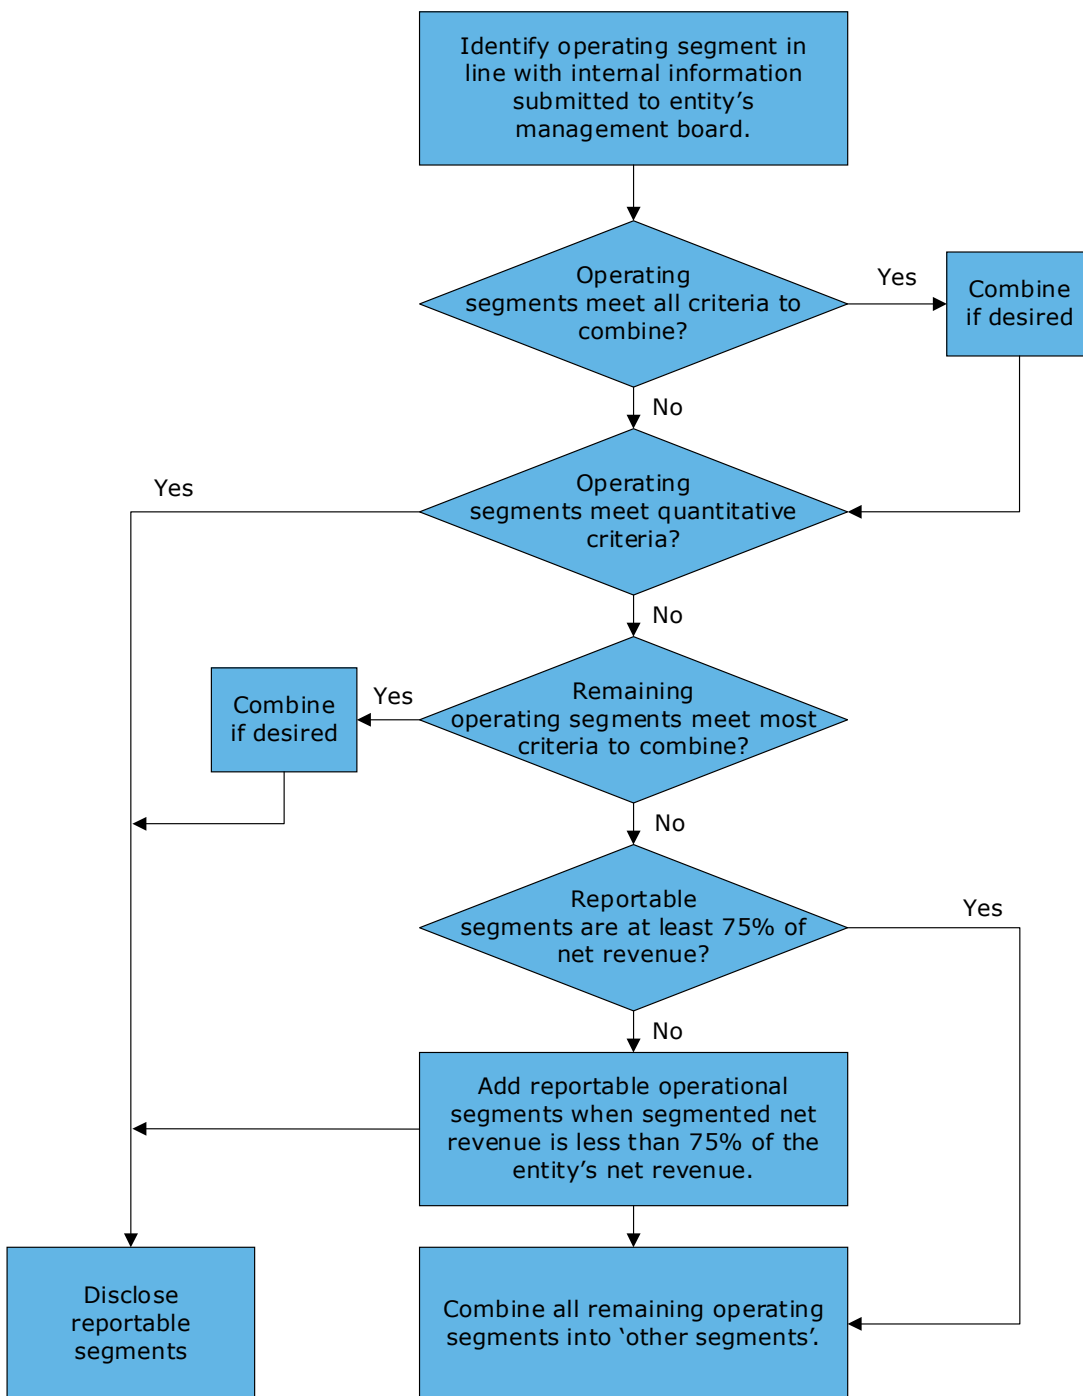 Identify operating segment in
line with internal information
submitted to entity’s
management board.
Operating
segments meet all criteria to
combine?
Yes
Combine
if desired
No
Yes
Operating
segments meet quantitative
criteria?
No
Combine
if desired
Yes
Remaining
operating segments meet most
criteria to combine?
No
Reportable
segments are at least 75% of
net revenue?
Yes
No
Add reportable operational
segments when segmented net
revenue is less than 75% of the
entity’s net revenue.
Disclose
reportable
segments
Combine all remaining operating
segments into ‘other segments’.